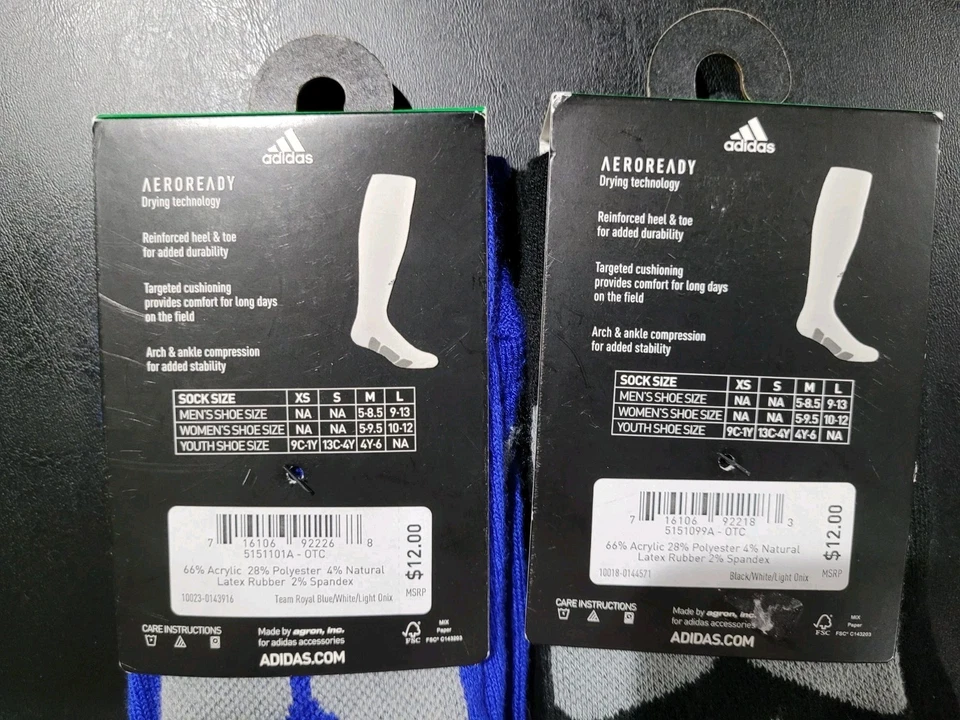 adidas
AEROREADY
Drying technology
Reinforced heel & toe
for added durability
Targeted cushioning
provides comfort for long days
on the field
Arch & ankle compression
for added stability
SOCK SIZE XS S M L
MEN'S SHOE SIZE NA NA 5-8.5 9-13
WOMEN'S SHOE SIZE NA NA 5-9.5 10-12
YOUTH SHOE SIZE 9C-1Y 13C-4Y 4Y-6 NA
7 16106 92226 8
5151101A - OTC
66% Acrylic 28% Polyester 4% Natural
Latex Rubber 2% Spandex
10023-0143916 Team Royal Blue/White/Light Onix
$12.00
MSRP
CARE INSTRUCTIONS
Made by agron, inc.
for adidas accessories
ADIDAS.COM
FSC
MIX
Paper
FSC® C143203
adidas
AEROREADY
Drying technology
Reinforced heel & toe
for added durability
Targeted cushioning
provides comfort for long days
on the field
Arch & ankle compression
for added stability
SOCK SIZE XS S M L
MEN'S SHOE SIZE NA NA 5-8.5 9-13
WOMEN'S SHOE SIZE NA NA 5-9.5 10-12
YOUTH SHOE SIZE 9C-1Y 13C-4Y 4Y-6 NA
7 16106 92218 3
5151099A - OTC
66% Acrylic 28% Polyester 4% Natural
Latex Rubber 2% Spandex
10018-0144571 Black/White/Light Onix
$12.00
MSRP
CARE INSTRUCTIONS
Made by agron, inc.
for adidas accessories
ADIDAS.COM
FSC
MIX
Paper
FSC® C143203